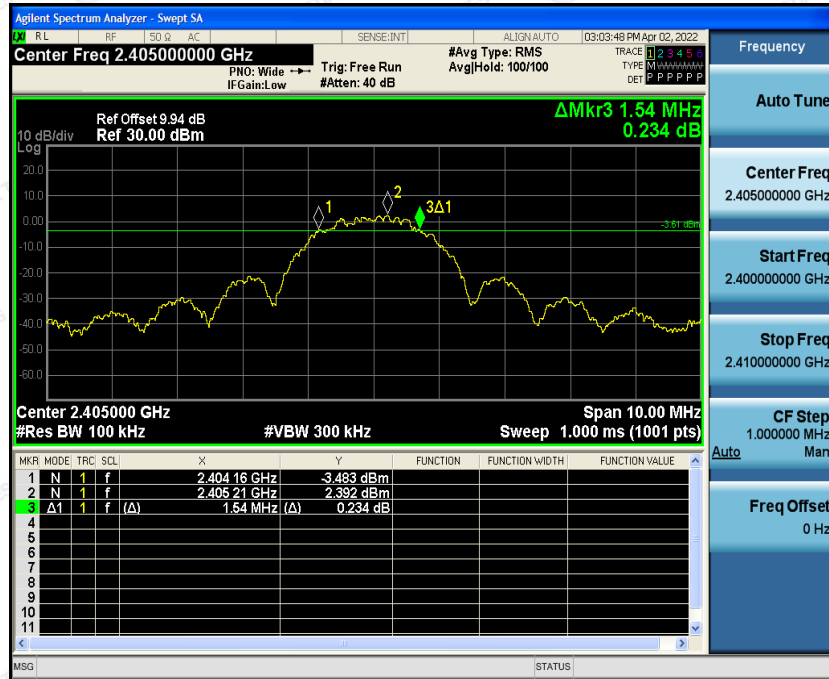 Agilent Spectrum Analyzer - Swept SA
LXI RL RF 50 Ω AC SENSE:INT ALIGN AUTO 03:03:48 PM Apr 02, 2022
Center Freq 2.405000000 GHz
PNO: Wide
IFGain:Low
Trig: Free Run
#Atten: 40 dB
#Avg Type: RMS
Avg|Hold: 100/100
TRACE 1 2 3 4 5 6
TYPE M
DET P P P P P P
ΔMkr3 1.54 MHz
0.234 dB
Ref Offset 9.94 dB
10 dB/div Ref 30.00 dBm
Log
20.0
10.0
0.00
-10.0
-20.0
-30.0
-40.0
-50.0
-60.0
1
2
3Δ1
-3.61 dBm
Center 2.405000 GHz Span 10.00 MHz
#Res BW 100 kHz #VBW 300 kHz Sweep 1.000 ms (1001 pts)
MKR MODE TRC SCL X Y FUNCTION FUNCTION WIDTH FUNCTION VALUE
1 N 1 f 2.404 16 GHz -3.483 dBm
2 N 1 f 2.405 21 GHz 2.392 dBm
3 Δ1 1 f (Δ) 1.54 MHz (Δ) 0.234 dB
4
5
6
7
8
9
10
11
MSG STATUS
Frequency
Auto Tune
Center Freq
2.405000000 GHz
Start Freq
2.400000000 GHz
Stop Freq
2.410000000 GHz
CF Step
1.000000 MHz
Auto Man
Freq Offset
0 Hz